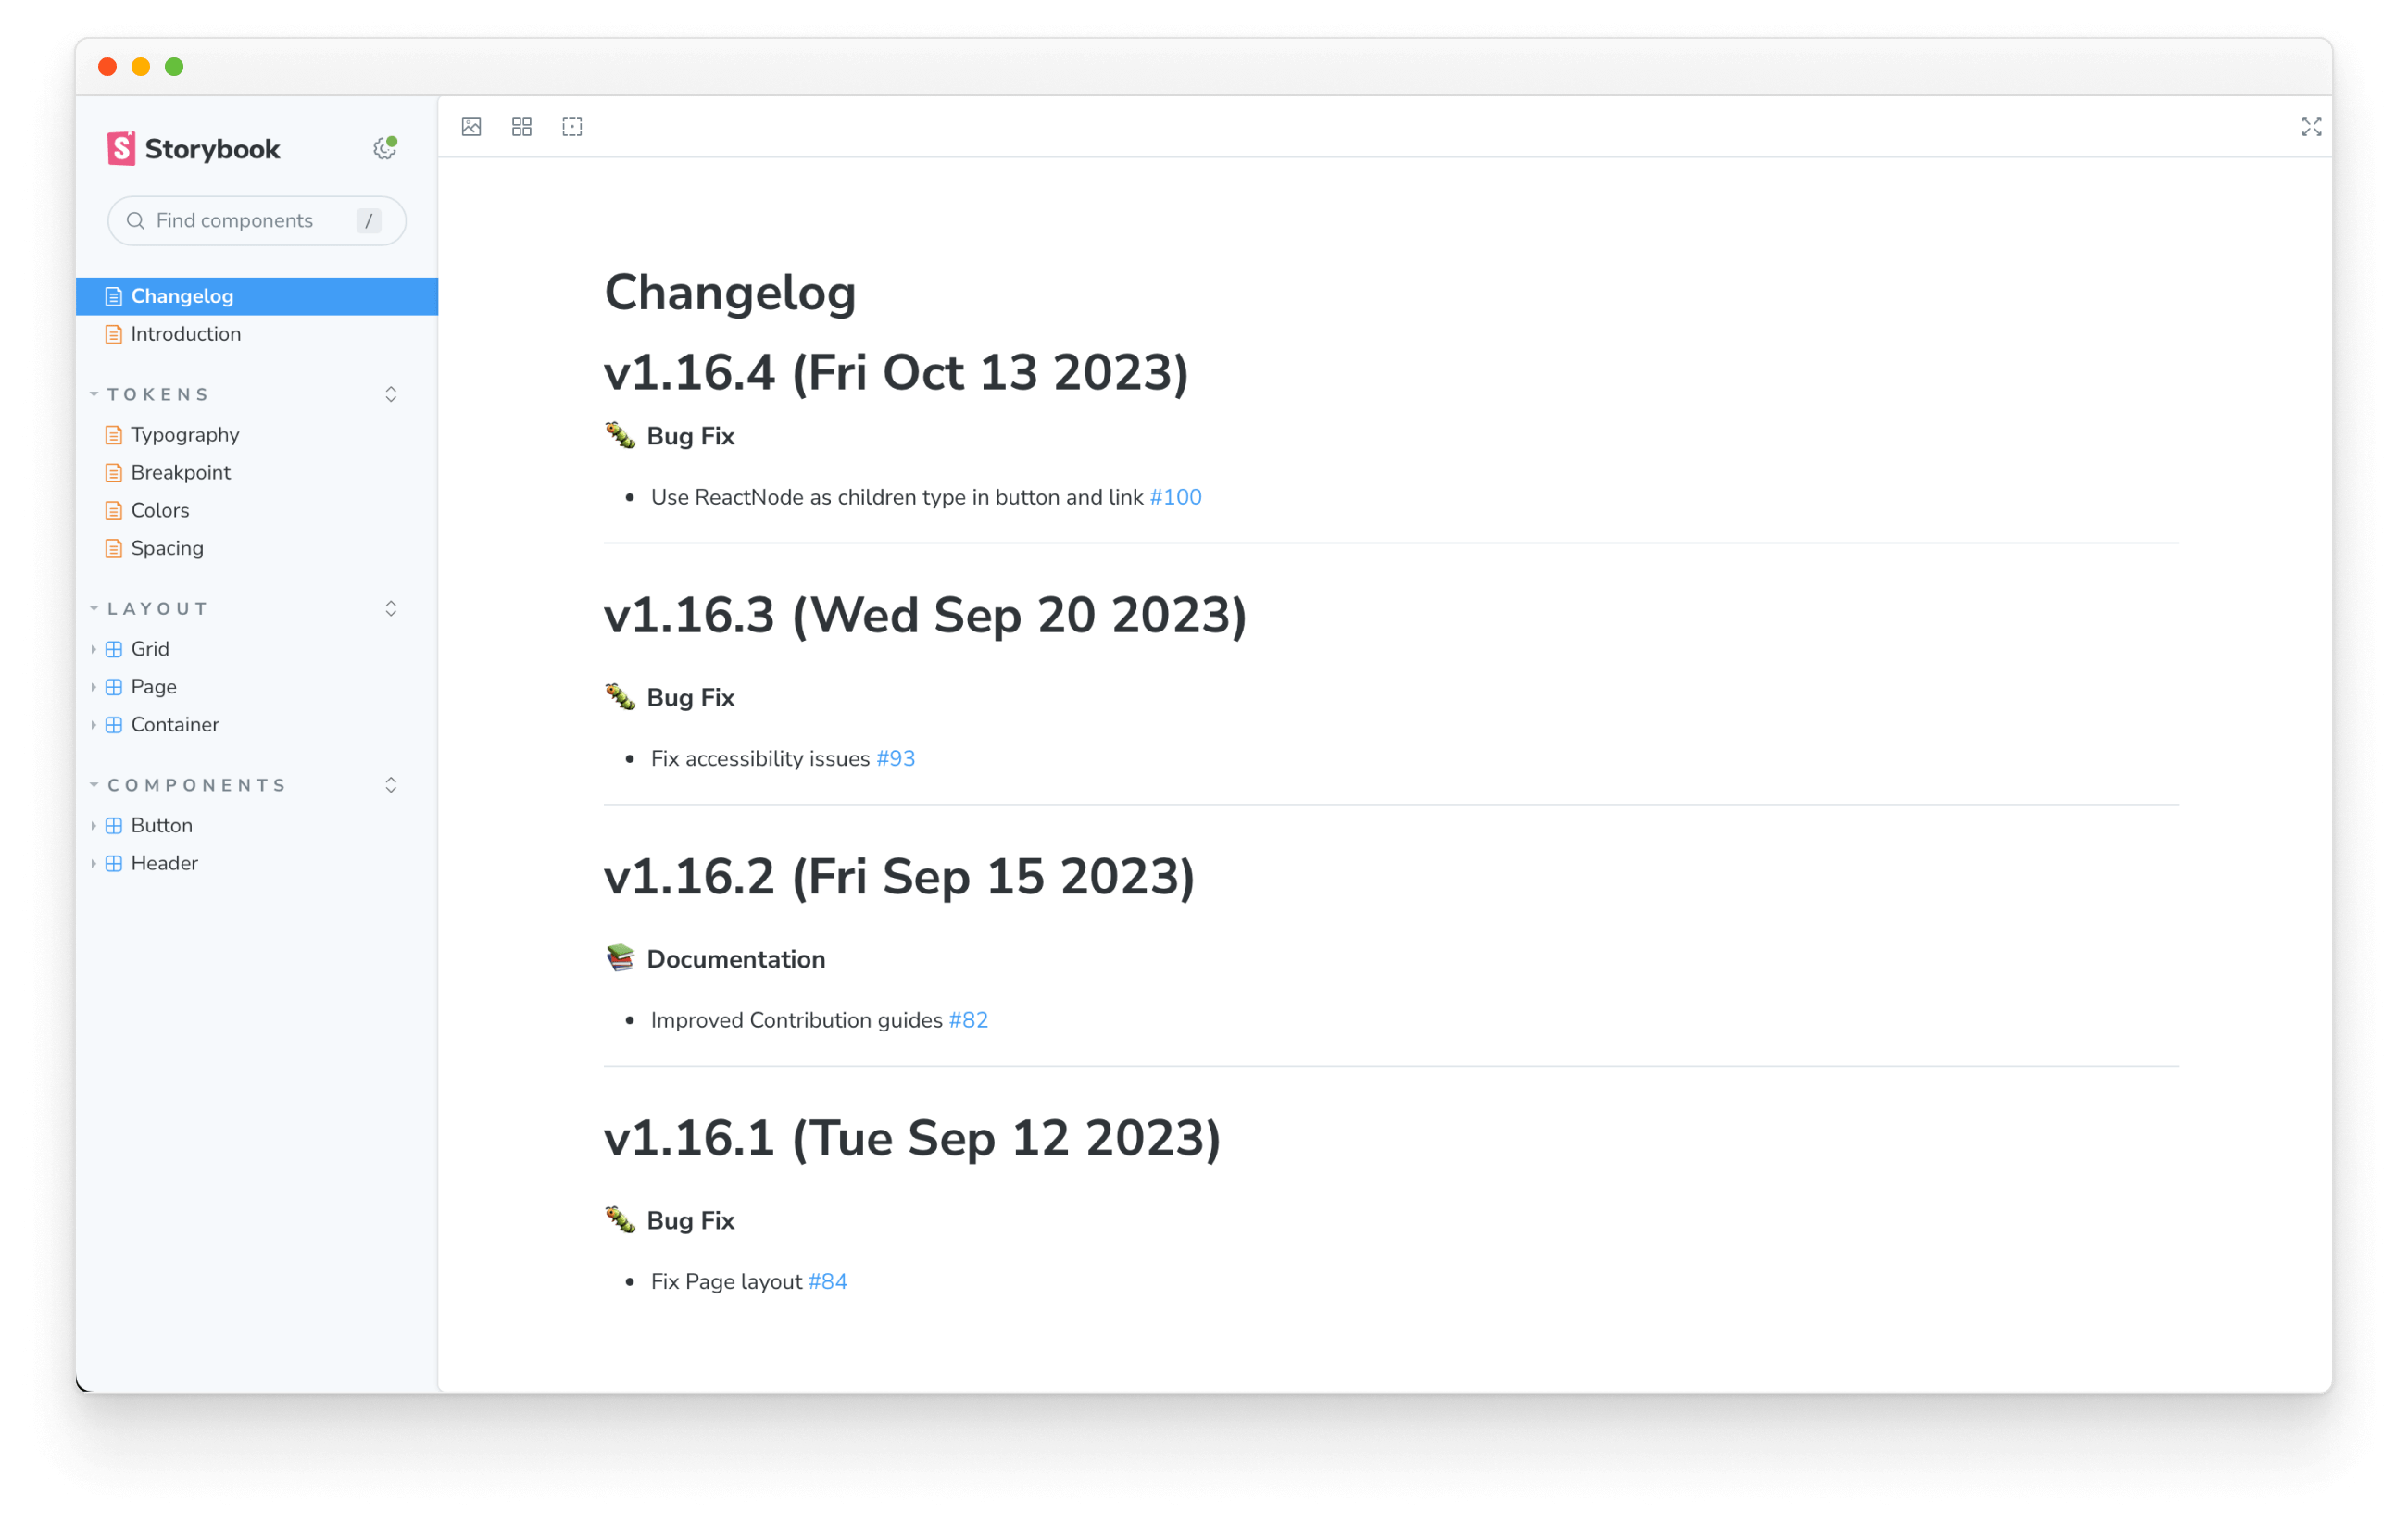 Storybook
Find components /
Changelog
Introduction
TOKENS
Typography
Breakpoint
Colors
Spacing
LAYOUT
Grid
Page
Container
COMPONENTS
Button
Header
Changelog
v1.16.4 (Fri Oct 13 2023)
🐛 Bug Fix
• Use ReactNode as children type in button and link #100
v1.16.3 (Wed Sep 20 2023)
🐛 Bug Fix
• Fix accessibility issues #93
v1.16.2 (Fri Sep 15 2023)
📚 Documentation
• Improved Contribution guides #82
v1.16.1 (Tue Sep 12 2023)
🐛 Bug Fix
• Fix Page layout #84